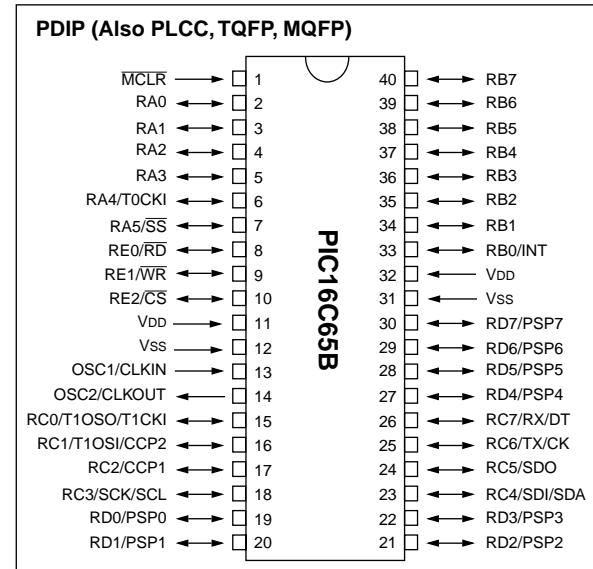 PDIP (Also PLCC, TQFP, MQFP)
MCLR 1 40 RB7
RA0 2 39 RB6
RA1 3 38 RB5
RA2 4 37 RB4
RA3 5 36 RB3
RA4/T0CKI 6 35 RB2
RA5/SS 7 34 RB1
RE0/RD 8 33 RB0/INT
RE1/WR 9 32 VDD
RE2/CS 10 31 VSS
VDD 11 30 RD7/PSP7
VSS 12 29 RD6/PSP6
OSC1/CLKIN 13 28 RD5/PSP5
OSC2/CLKOUT 14 27 RD4/PSP4
RC0/T1OSO/T1CKI 15 26 RC7/RX/DT
RC1/T1OSI/CCP2 16 25 RC6/TX/CK
RC2/CCP1 17 24 RC5/SDO
RC3/SCK/SCL 18 23 RC4/SDI/SDA
RD0/PSP0 19 22 RD3/PSP3
RD1/PSP1 20 21 RD2/PSP2
PIC16C65B